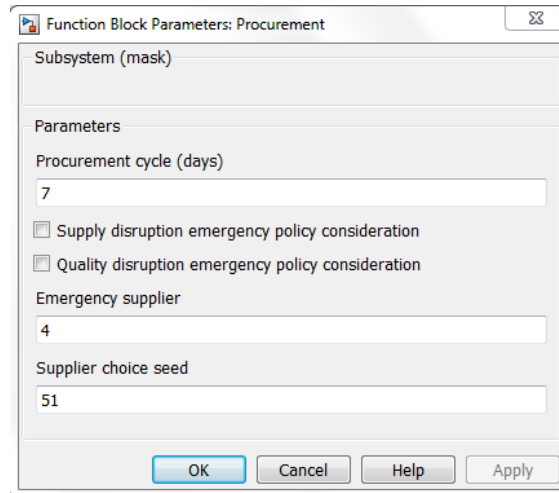 Function Block Parameters: Procurement
Subsystem (mask)
Parameters
Procurement cycle (days)
7
Supply disruption emergency policy consideration
Quality disruption emergency policy consideration
Emergency supplier
4
Supplier choice seed
51
OK Cancel Help Apply